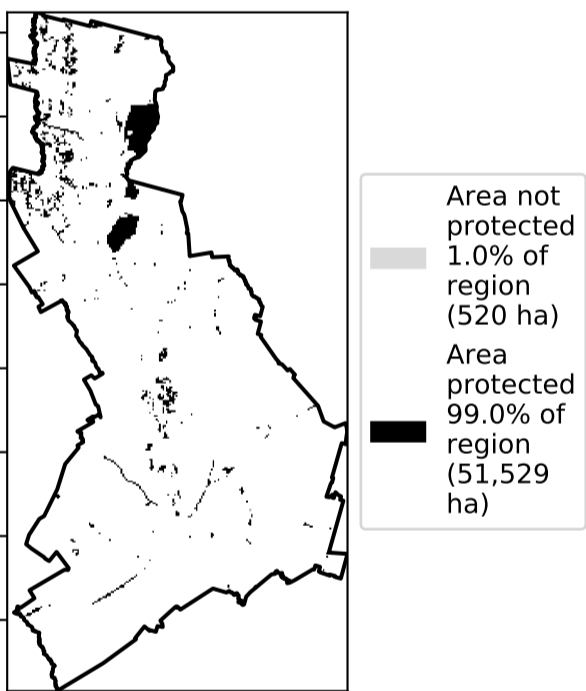 Area not
protected
1.0% of
region
(520 ha)
Area
protected
99.0% of
region
(51,529
ha)